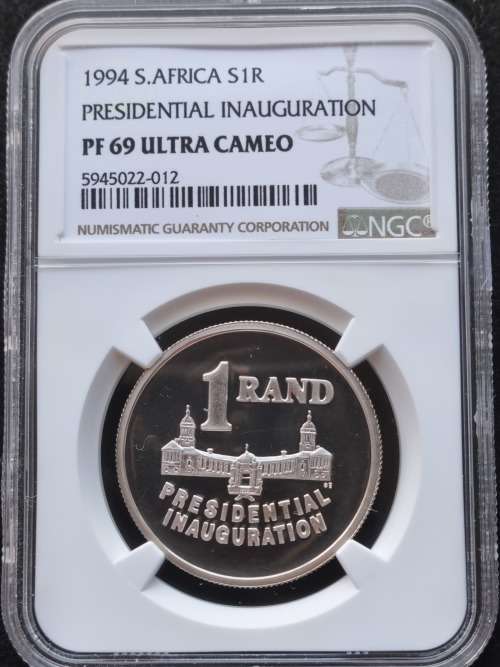 1994 S.AFRICA S1R
PRESIDENTIAL INAUGURATION
PF 69 ULTRA CAMEO
5945022-012
NUMISMATIC GUARANTY CORPORATION
NGC®
1 RAND
PRESIDENTIAL
INAUGURATION